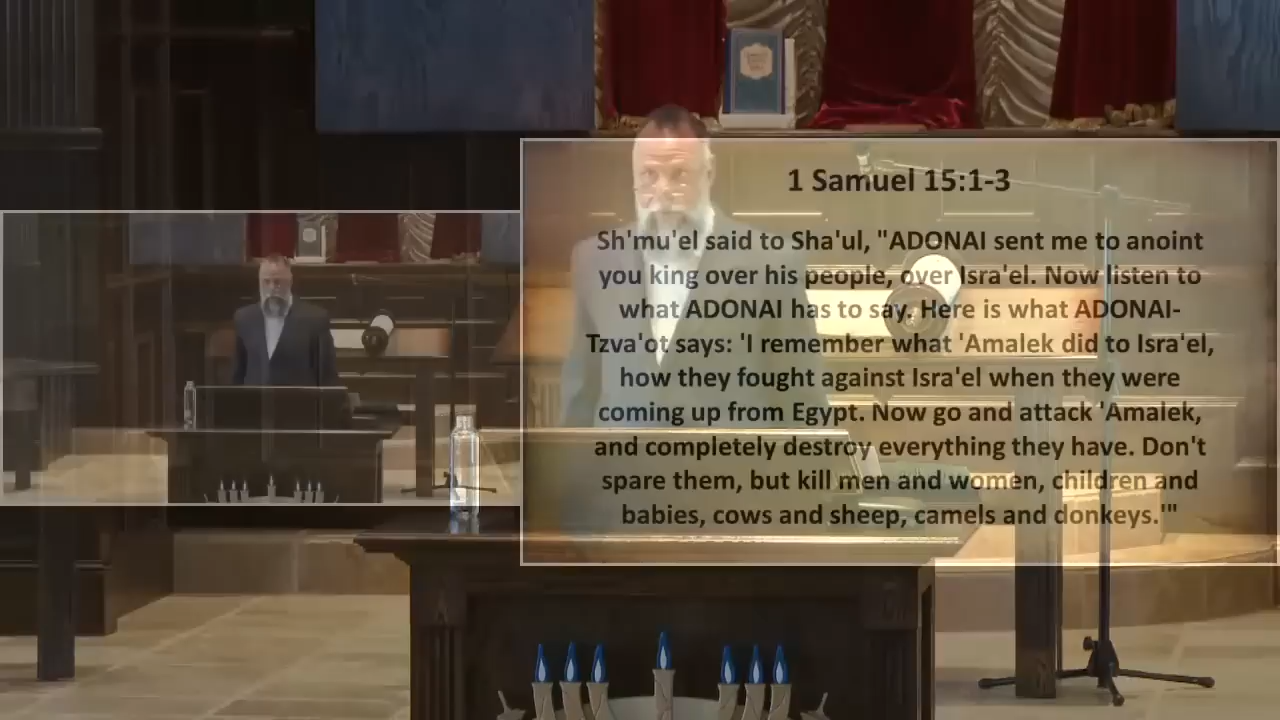 1 Samuel 15:1-3
Sh'mu'el said to Sha'ul, "ADONAI sent me to anoint
you king over his people, over Isra'el. Now listen to
what ADONAI has to say. Here is what ADONAI-
Tzva'ot says: 'I remember what 'Amalek did to Isra'el,
how they fought against Isra'el when they were
coming up from Egypt. Now go and attack 'Amalek,
and completely destroy everything they have. Don't
spare them, but kill men and women, children and
babies, cows and sheep, camels and donkeys.'"